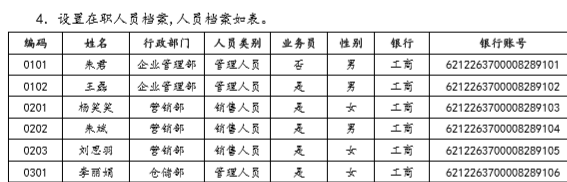 4. 设置在职人员档案,人员档案如表。
编码 姓名 行政部门 人员类别 业务员 性别 银行 银行账号
0101 朱君 企业管理部 管理人员 否 男 工商 6212263700008289101
0102 王磊 企业管理部 管理人员 是 男 工商 6212263700008289102
0201 杨笑笑 营销部 销售人员 是 女 工商 6212263700008289103
0202 朱斌 营销部 销售人员 是 男 工商 6212263700008289104
0203 刘思羽 营销部 销售人员 是 女 工商 6212263700008289105
0301 李丽娟 仓储部 管理人员 是 女 工商 6212263700008289106